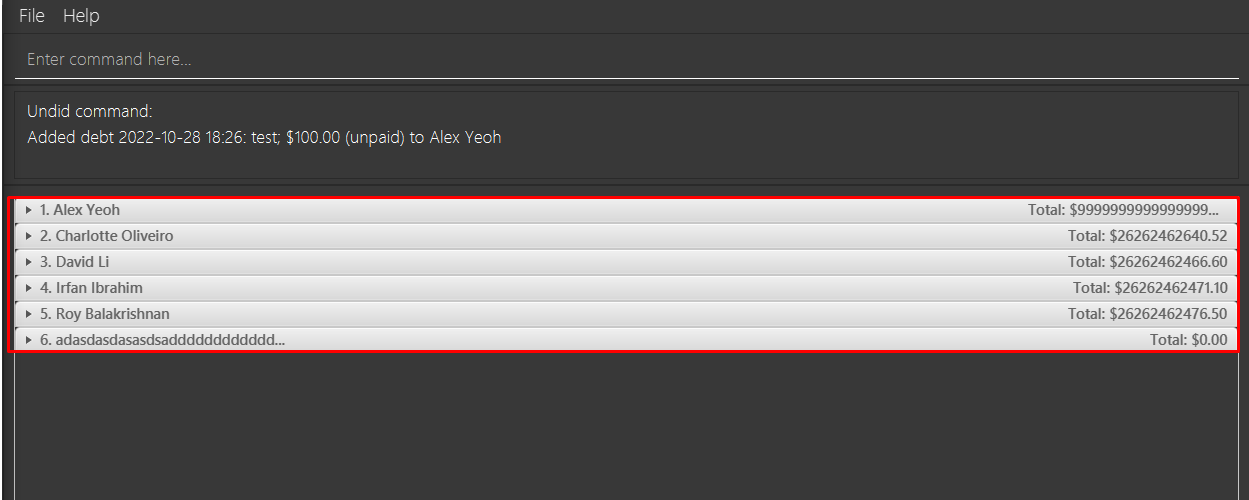 File Help
Enter command here...
Undid command:
Added debt 2022-10-28 18:26: test; $100.00 (unpaid) to Alex Yeoh
1. Alex Yeoh Total: $9999999999999999...
2. Charlotte Oliveiro Total: $26262462640.52
3. David Li Total: $26262462466.60
4. Irfan Ibrahim Total: $26262462471.10
5. Roy Balakrishnan Total: $26262462476.50
6. adasdasdasasdsadddddddddddd... Total: $0.00